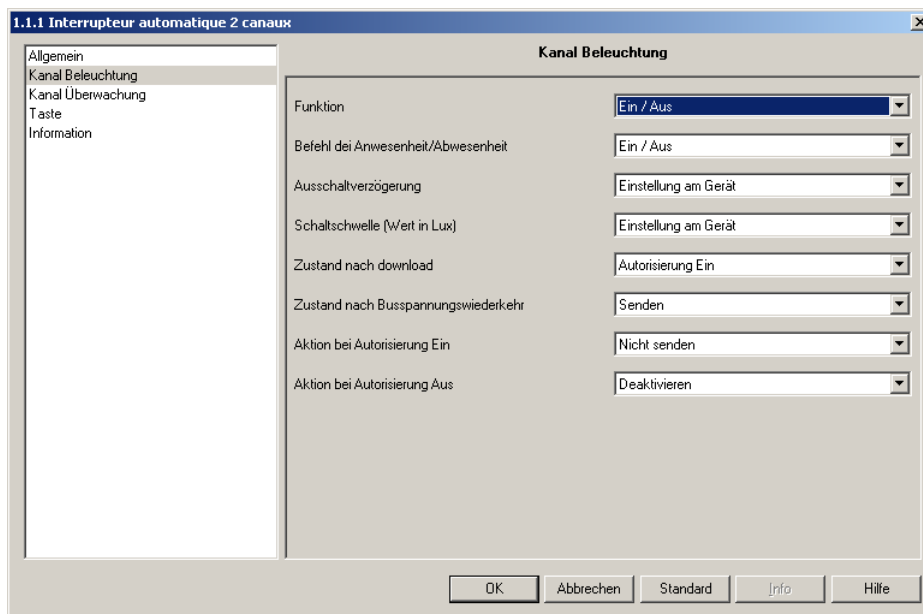 1.1.1 Interrupteur automatique 2 canaux
Allgemein
Kanal Beleuchtung
Kanal Überwachung
Taste
Information
Kanal Beleuchtung
Funktion Ein / Aus
Befehl dei Anwesenheit/Abwesenheit Ein / Aus
Ausschaltverzögerung Einstellung am Gerät
Schaltschwelle (Wert in Lux) Einstellung am Gerät
Zustand nach download Autorisierung Ein
Zustand nach Busspannungswiederkehr Senden
Aktion bei Autorisierung Ein Nicht senden
Aktion bei Autorisierung Aus Deaktivieren
OK Abbrechen Standard Info Hilfe